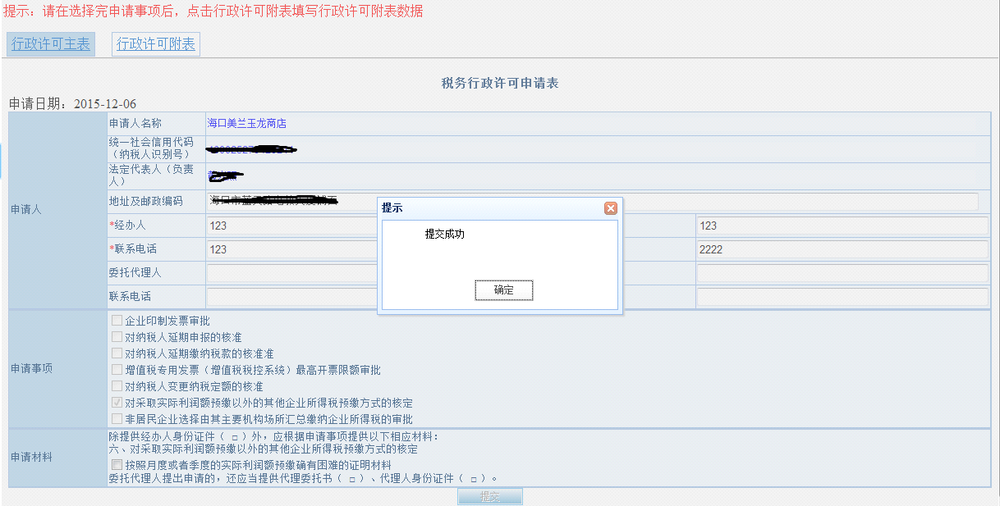 提示：请在选择完申请事项后，点击行政许可附表填写行政许可附表数据
行政许可主表 行政许可附表
税务行政许可申请表
申请日期：2015-12-06
申请人
申请人名称 海口美兰玉龙商店
统一社会信用代码
（纳税人识别号）
法定代表人（负责
人）
地址及邮政编码
*经办人 123 123
*联系电话 123 2222
委托代理人
联系电话
提示
提交成功
确定
申请事项
企业印制发票审批
对纳税人延期申报的核准
对纳税人延期缴纳税款的核准准
增值税专用发票（增值税税控系统）最高开票限额审批
对纳税人变更纳税定额的核准
对采取实际利润额预缴以外的其他企业所得税预缴方式的核定
非居民企业选择由其主要机构场所汇总缴纳企业所得税的审批
申请材料
除提供经办人身份证件（ □ ）外，应根据申请事项提供以下相应材料：
六、对采取实际利润额预缴以外的其他企业所得税预缴方式的核定
按照月度或者季度的实际利润额预缴确有困难的证明材料
委托代理人提出申请的，还应当提供代理委托书（ □ ）、代理人身份证件（ □ ）。
提交